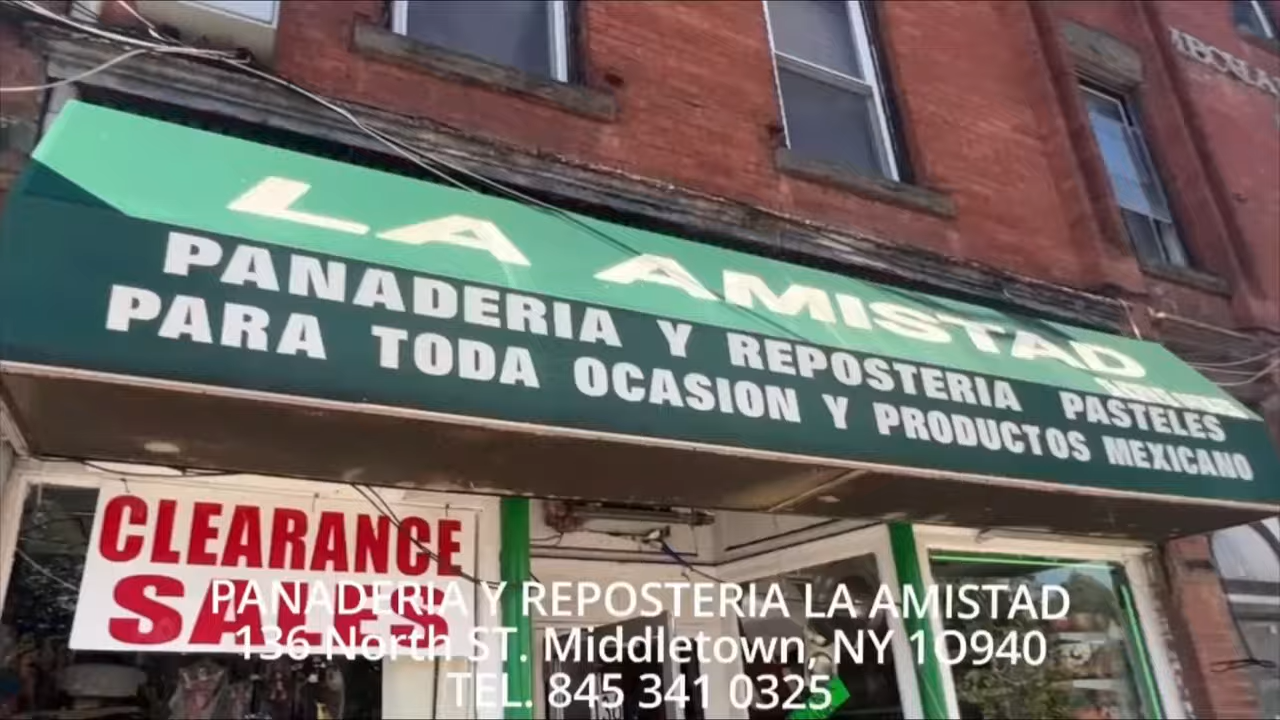 LA AMISTAD
PANADERIA Y REPOSTERIA PASTELES
PARA TODA OCASION Y PRODUCTOS MEXICANO
CLEARANCE
SALES
PANADERIA Y REPOSTERIA LA AMISTAD
136 North ST. Middletown, NY 1O940
TEL. 845 341 0325